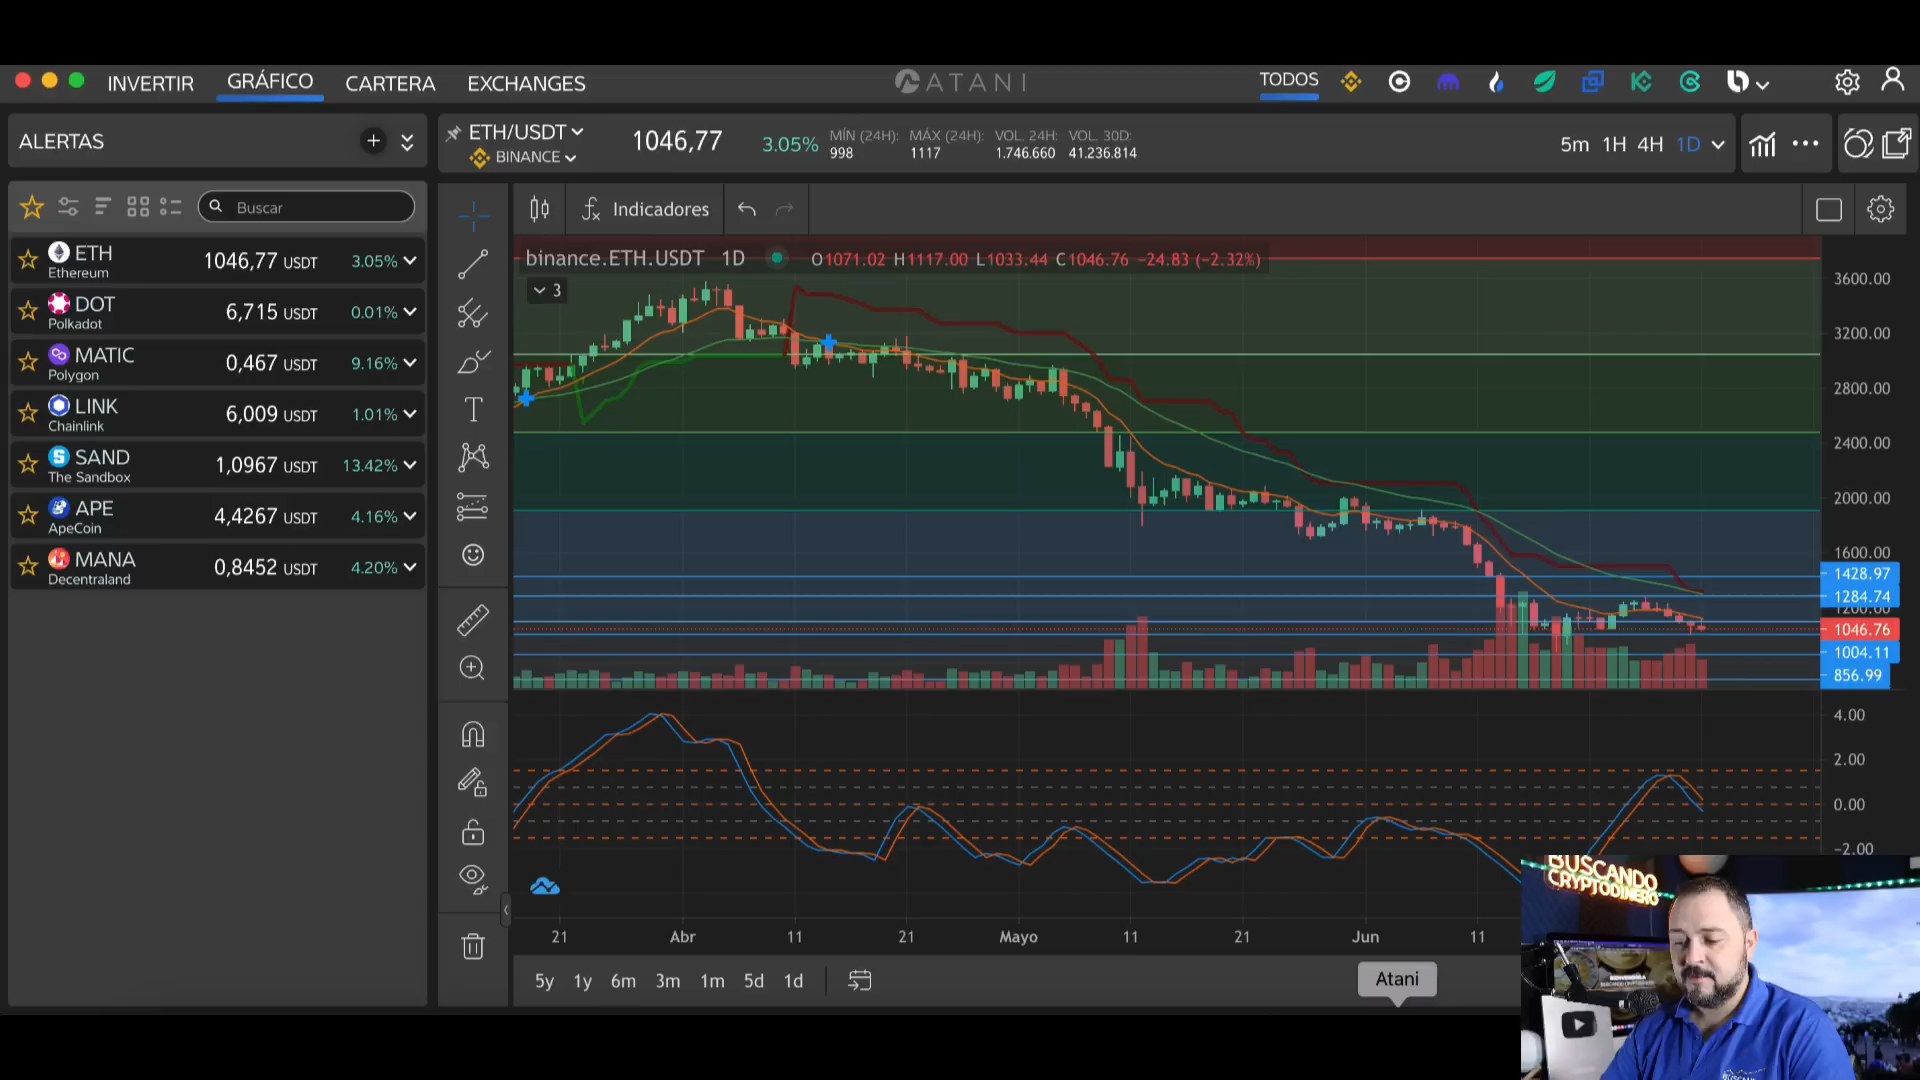 INVERTIR
GRÁFICO
CARTERA
EXCHANGES
ATANI
TODOS
ALERTAS
ETH/USDT
BINANCE
1046,77
3.05%
MÍN (24H):
998
MÁX (24H):
1117
VOL. 24H:
1.746.660
VOL. 30D:
41.236.814
5m 1H 4H 1D
Buscar
Indicadores
ETH
Ethereum
1046,77 USDT
3.05%
DOT
Polkadot
6,715 USDT
0.01%
MATIC
Polygon
0,467 USDT
9.16%
LINK
Chainlink
6,009 USDT
1.01%
SAND
The Sandbox
1,0967 USDT
13.42%
APE
ApeCoin
4,4267 USDT
4.16%
MANA
Decentraland
0,8452 USDT
4.20%
binance.ETH.USDT 1D O1071.02 H1117.00 L1033.44 C1046.76 −24.83 (−2.32%)
3
3600.00
3200.00
2800.00
2400.00
2000.00
1600.00
1428.97
1284.74
1200.00
1046.76
1004.11
856.99
4.00
2.00
0.00
−2.00
21 Abr 11 21 Mayo 11 21 Jun 11
5y 1y 6m 3m 1m 5d 1d
Atani
BUSCANDO
CRYPTODINERO